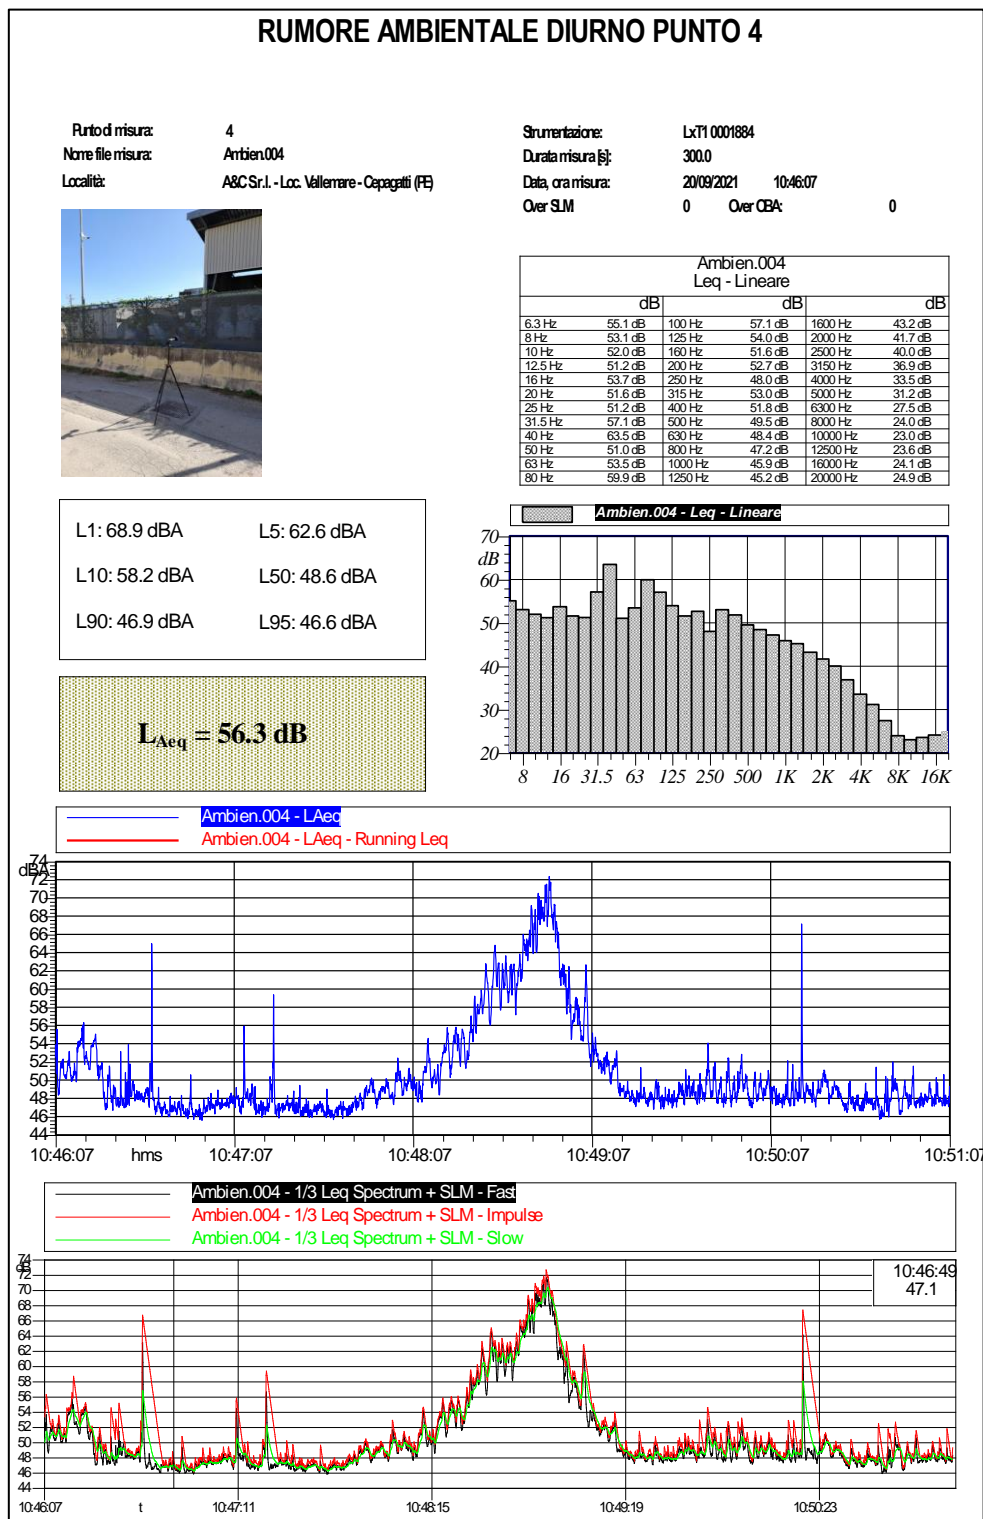 RUMORE AMBIENTALE DIURNO PUNTO 4
Punto di misura: 4
Nome file misura: Ambien.004
Località: A&C S.r.l. - Loc. Vallemare - Cepagatti (PE)
Strumentazione: LxT1 0001884
Durata misura [s]: 300.0
Data, ora misura: 20/09/2021 10:46:07
Over SLM 0 Over OBA: 0
Ambien.004
Leq - Lineare
dB dB dB
6.3 Hz 55.1 dB 100 Hz 57.1 dB 1600 Hz 43.2 dB
8 Hz 53.1 dB 125 Hz 54.0 dB 2000 Hz 41.7 dB
10 Hz 52.0 dB 160 Hz 51.6 dB 2500 Hz 40.0 dB
12.5 Hz 51.2 dB 200 Hz 52.7 dB 3150 Hz 36.9 dB
16 Hz 53.7 dB 250 Hz 48.0 dB 4000 Hz 33.5 dB
20 Hz 51.6 dB 315 Hz 53.0 dB 5000 Hz 31.2 dB
25 Hz 51.2 dB 400 Hz 51.8 dB 6300 Hz 27.5 dB
31.5 Hz 57.1 dB 500 Hz 49.5 dB 8000 Hz 24.0 dB
40 Hz 63.5 dB 630 Hz 48.4 dB 10000 Hz 23.0 dB
50 Hz 51.0 dB 800 Hz 47.2 dB 12500 Hz 23.6 dB
63 Hz 53.5 dB 1000 Hz 45.9 dB 16000 Hz 24.1 dB
80 Hz 59.9 dB 1250 Hz 45.2 dB 20000 Hz 24.9 dB
L1: 68.9 dBA L5: 62.6 dBA
L10: 58.2 dBA L50: 48.6 dBA
L90: 46.9 dBA L95: 46.6 dBA
LAeq = 56.3 dB
Ambien.004 - Leq - Lineare
70
dB
60
50
40
30
20
8 16 31.5 63 125 250 500 1K 2K 4K 8K 16K
Ambien.004 - LAeq
Ambien.004 - LAeq - Running Leq
74
dBA
72
70
68
66
64
62
60
58
56
54
52
50
48
46
44
10:46:07 hms 10:47:07 10:48:07 10:49:07 10:50:07 10:51:07
Ambien.004 - 1/3 Leq Spectrum + SLM - Fast
Ambien.004 - 1/3 Leq Spectrum + SLM - Impulse
Ambien.004 - 1/3 Leq Spectrum + SLM - Slow
74
dB
72
70
68
66
64
62
60
58
56
54
52
50
48
46
44
10:46:49
47.1
10:46:07 t 10:47:11 10:48:15 10:49:19 10:50:23